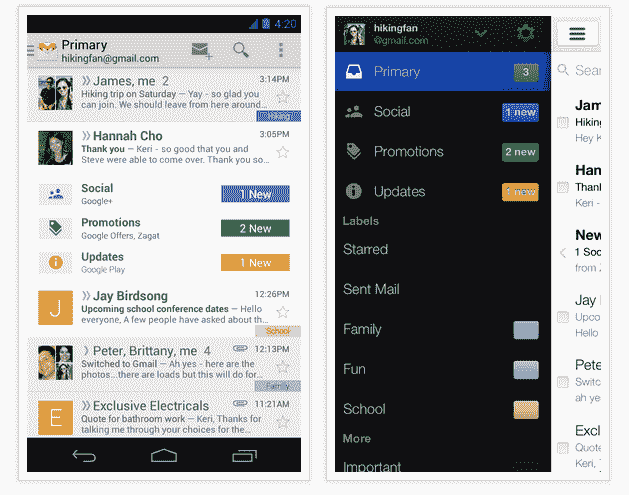 4:20
Primary
hikingfan@gmail.com
James, me 2
3:14PM
Hiking trip on Saturday — Yay - so glad you
can join. We should leave from here around...
Hiking
Hannah Cho
3:05PM
Thank you — Keri - so good that you and
Steve were able to come over. Thank you so...
Social
Google+
1 New
Promotions
Google Offers, Zagat
2 New
Updates
Google Play
1 New
J
Jay Birdsong
12:26PM
Upcoming school conference dates — Hello
everyone, A few people have asked about th...
School
Peter, Brittany, me 4
12:13PM
Switched to Gmail — Ah yes - here are the
photos...there are loads but this will do for...
Family
E
Exclusive Electricals
11:21AM
Quote for bathroom work — Keri, Thanks for
talking me through your choices for the...
hikingfan
@gmail.com
Primary
3
Social
1 new
Promotions
2 new
Updates
1 new
Labels
Starred
Sent Mail
Family
Fun
School
More
Important
Sear
Jam
Hiking
Hey K
Han
Thank
Keri -
New
1 Soc
from Z
Jay
Upco
Hello
Pete
Switc
ah ye
Excl
Quote
Keri,